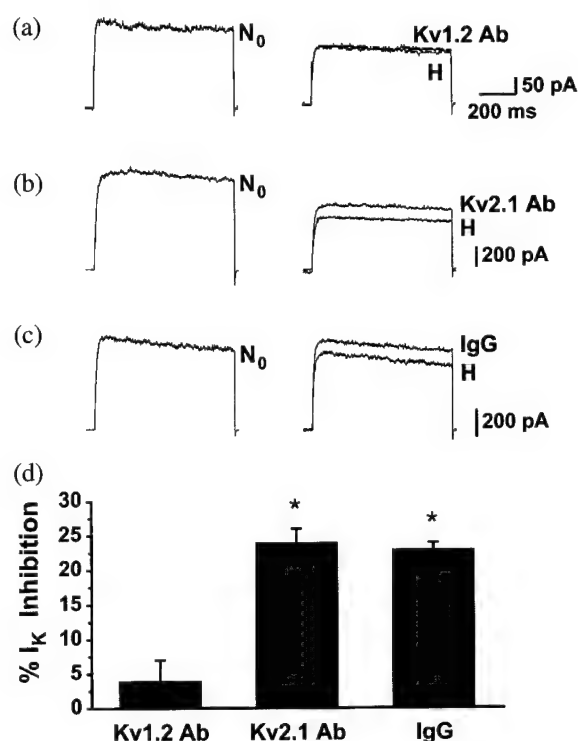 (a)
N0
Kv1.2 Ab
H
50 pA
200 ms
(b)
N0
Kv2.1 Ab
H
200 pA
(c)
N0
IgG
H
200 pA
(d)
% IK Inhibition
30
25
20
15
10
5
0
*
*
Kv1.2 Ab
Kv2.1 Ab
IgG